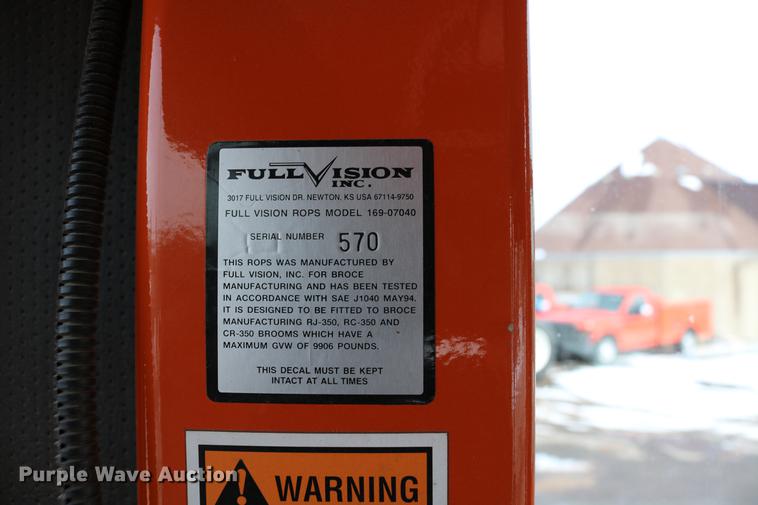 FULL VISION
INC.
3017 FULL VISION DR. NEWTON, KS USA 67114-9750
FULL VISION ROPS MODEL 169-07040
SERIAL NUMBER 570
THIS ROPS WAS MANUFACTURED BY
FULL VISION, INC. FOR BROCE
MANUFACTURING AND HAS BEEN TESTED
IN ACCORDANCE WITH SAE J1040 MAY94.
IT IS DESIGNED TO BE FITTED TO BROCE
MANUFACTURING RJ-350, RC-350 AND
CR-350 BROOMS WHICH HAVE A
MAXIMUM GVW OF 9906 POUNDS.
THIS DECAL MUST BE KEPT
INTACT AT ALL TIMES
WARNING
Purple Wave Auction